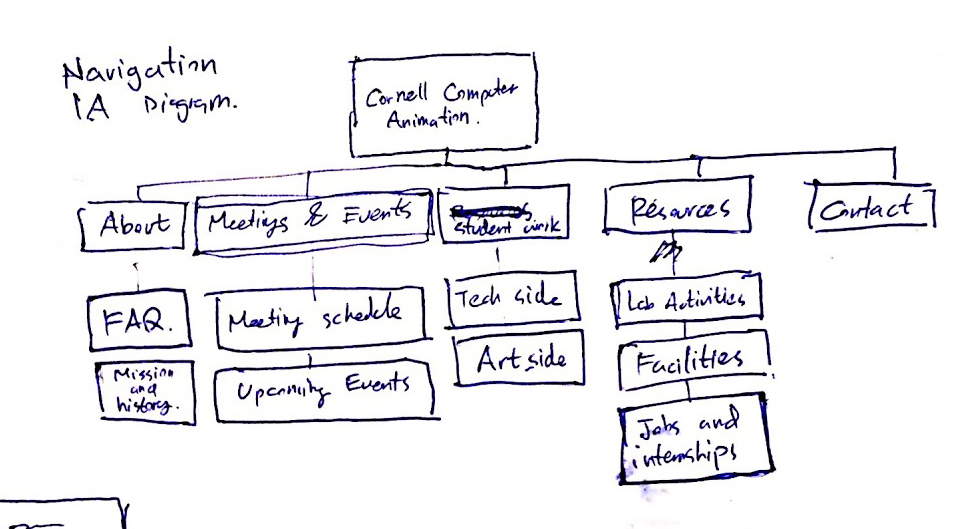 Navigation
IA Diagram.
Cornell Computer
Animation.
About
Meetings & Events
student work
Resources
Contact
FAQ.
Mission
and
history.
Meeting schedule
Upcoming Events
Tech side
Art side
Lab Activities
Facilities
Jobs and
internships